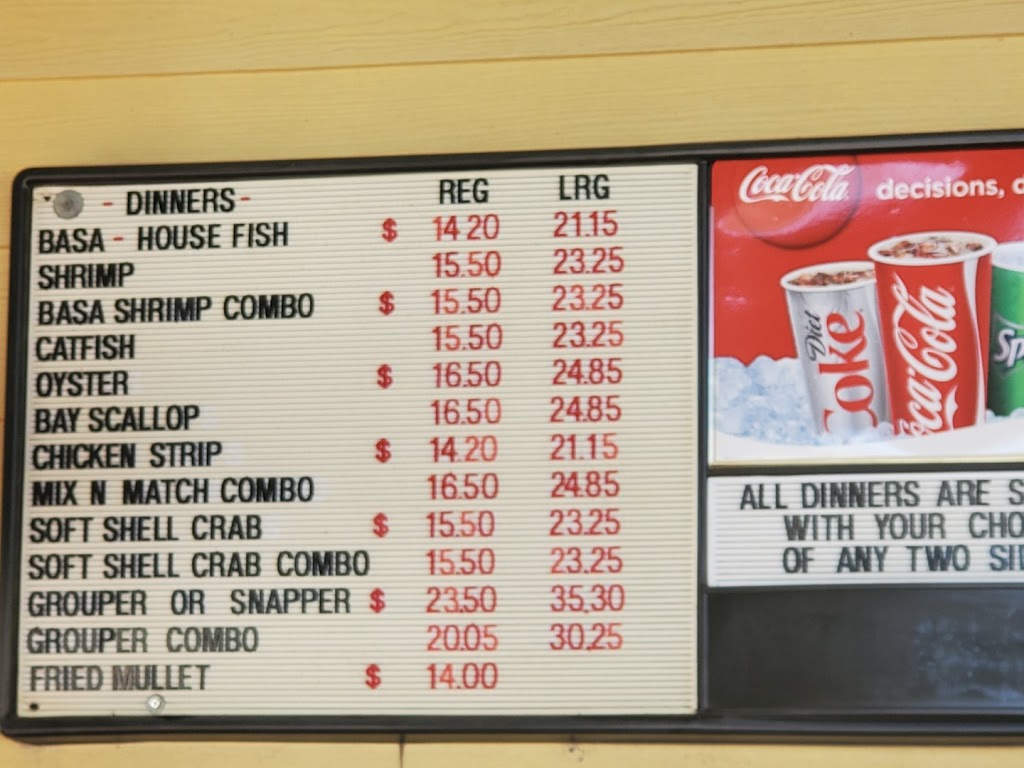 - DINNERS- REG LRG
BASA - HOUSE FISH $ 14 20 21.15
SHRIMP 15.50 23.25
BASA SHRIMP COMBO $ 15.50 23.25
CATFISH 15.50 23.25
OYSTER $ 16.50 24.85
BAY SCALLOP 16.50 24.85
CHICKEN STRIP $ 14.20 21.15
MIX N MATCH COMBO 16.50 24.85
SOFT SHELL CRAB $ 15.50 23.25
SOFT SHELL CRAB COMBO 15.50 23.25
GROUPER OR SNAPPER $ 23.50 35.30
GROUPER COMBO 20.05 30.25
FRIED MULLET $ 14.00
Coca-Cola decisions, d
Diet Coke
Coca-Cola
Sp
ALL DINNERS ARE S
WITH YOUR CHO
OF ANY TWO SID